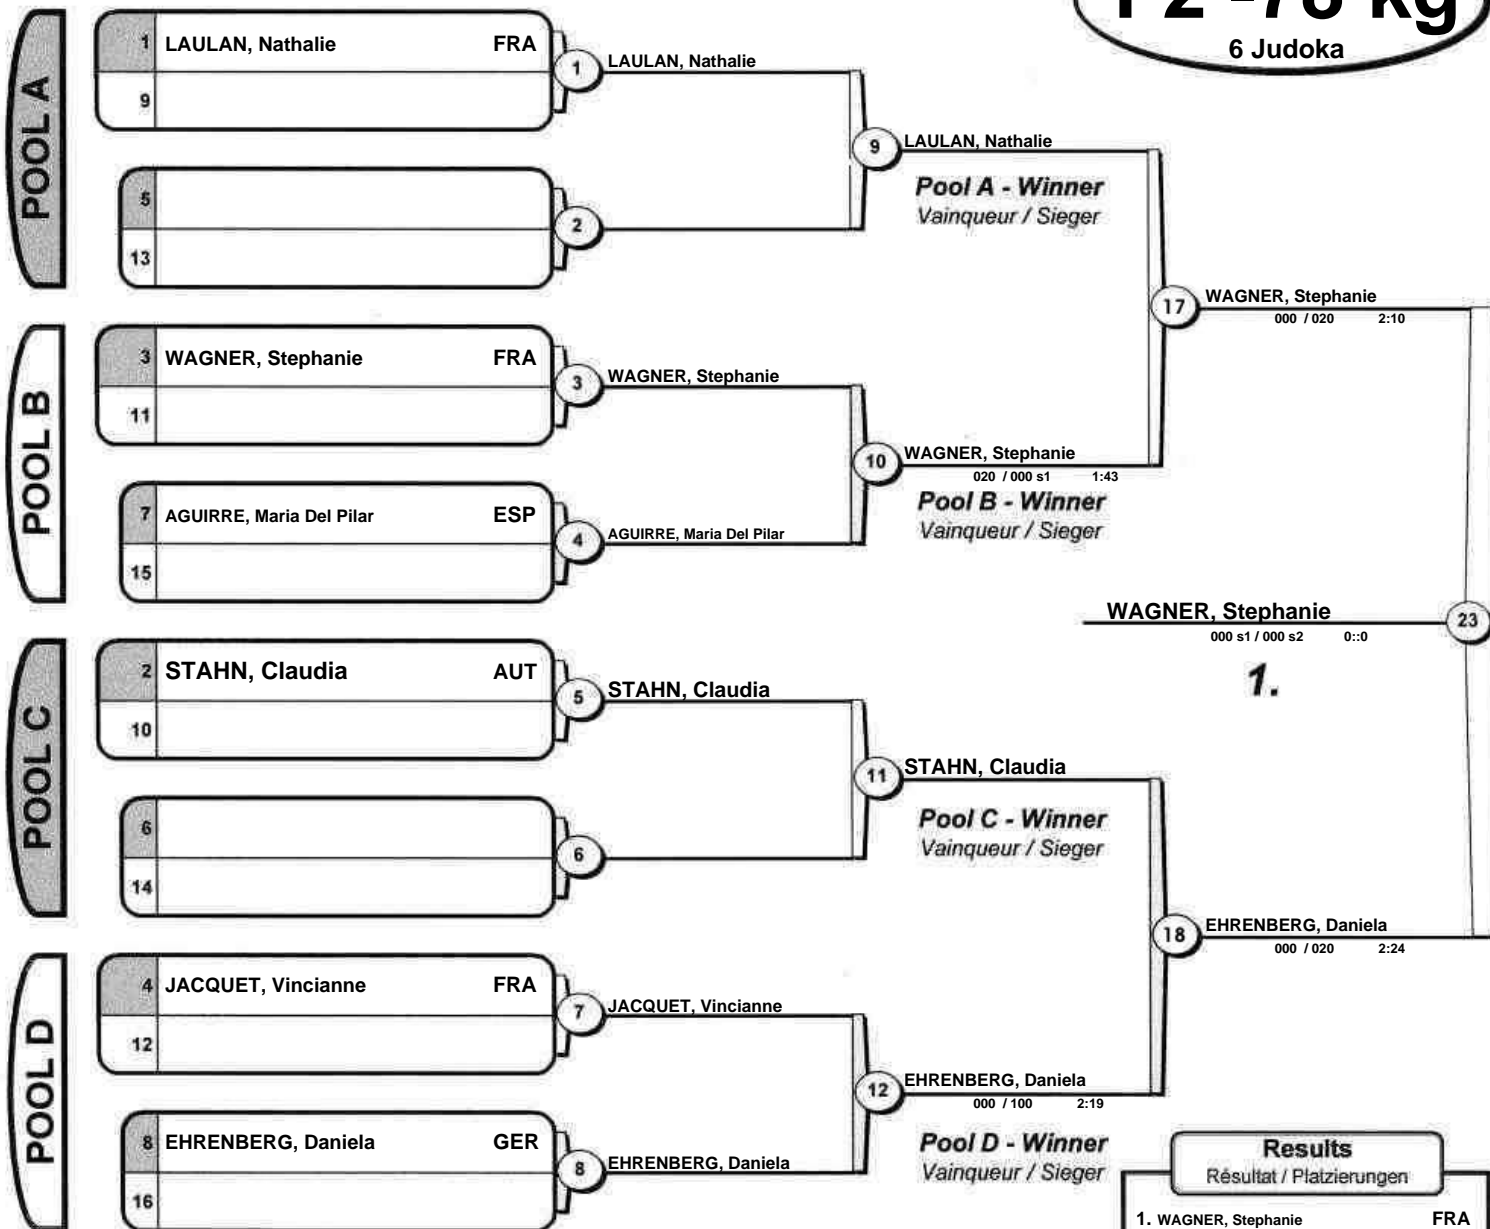 F2 -78 kg
6 Judoka
POOL A
1 LAULAN, Nathalie FRA
9
1 LAULAN, Nathalie
5
13
2
9 LAULAN, Nathalie
Pool A - Winner
Vainqueur / Sieger
17 WAGNER, Stephanie
000 / 020 2:10
POOL B
3 WAGNER, Stephanie FRA
11
3 WAGNER, Stephanie
7 AGUIRRE, Maria Del Pilar ESP
15
4 AGUIRRE, Maria Del Pilar
10 WAGNER, Stephanie
020 / 000 s1 1:43
Pool B - Winner
Vainqueur / Sieger
WAGNER, Stephanie 23
000 s1 / 000 s2 0::0
1.
POOL C
2 STAHN, Claudia AUT
10
5 STAHN, Claudia
6
14
6
11 STAHN, Claudia
Pool C - Winner
Vainqueur / Sieger
18 EHRENBERG, Daniela
000 / 020 2:24
POOL D
4 JACQUET, Vincianne FRA
12
7 JACQUET, Vincianne
8 EHRENBERG, Daniela GER
16
8 EHRENBERG, Daniela
12 EHRENBERG, Daniela
000 / 100 2:19
Pool D - Winner
Vainqueur / Sieger
Results
Résultat / Platzierungen
1. WAGNER, Stephanie FRA